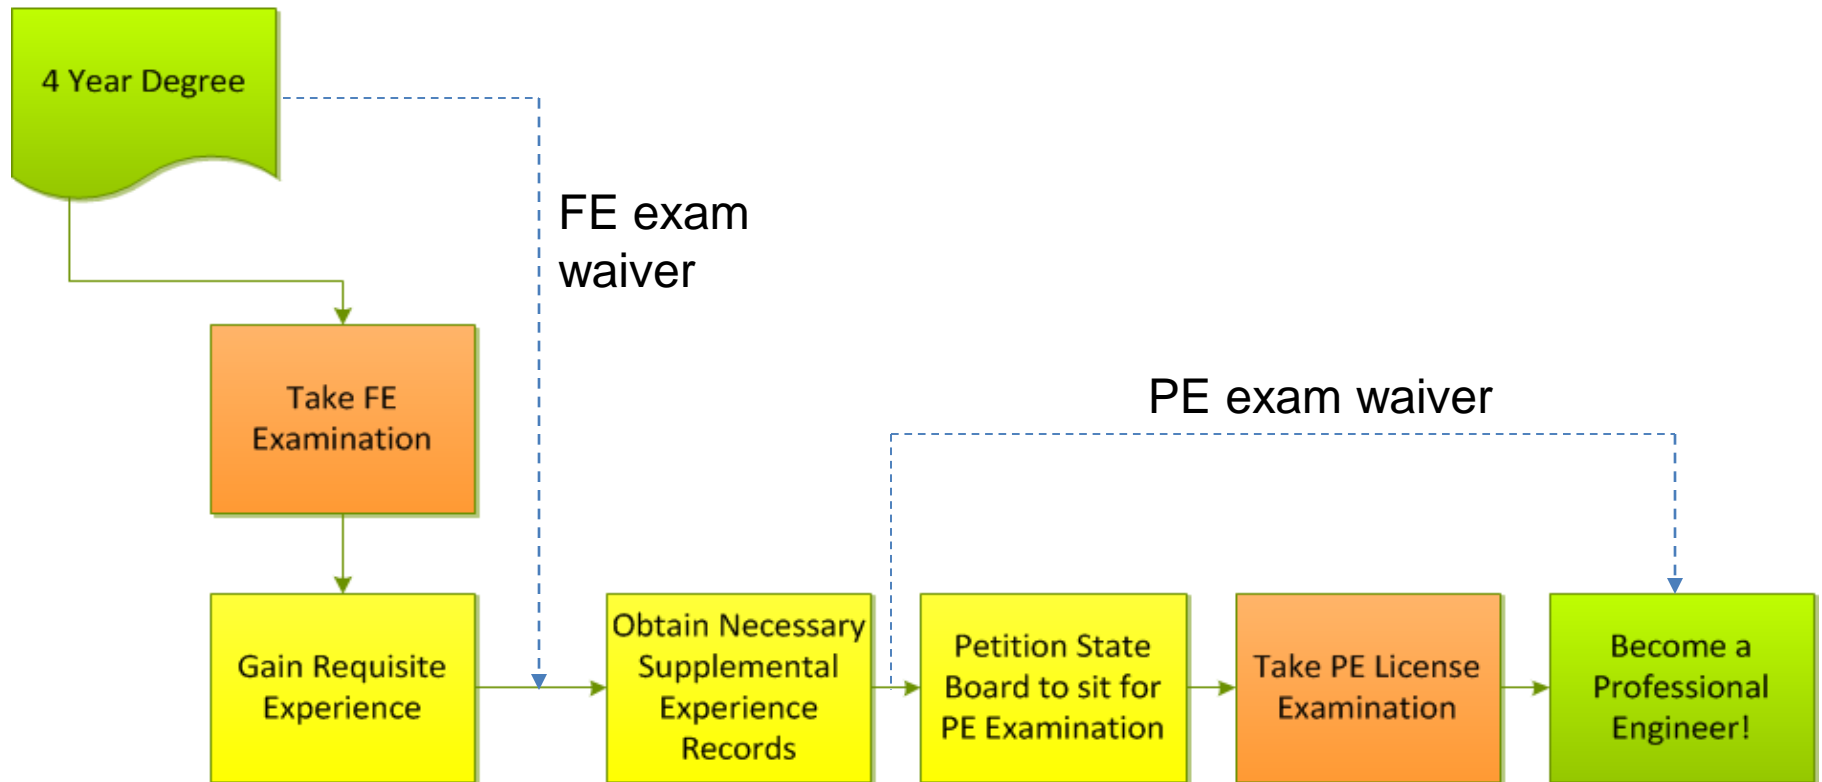 4 Year Degree
FE exam
waiver
Take FE
Examination
PE exam waiver
Gain Requisite
Experience
Obtain Necessary
Supplemental
Experience
Records
Petition State
Board to sit for
PE Examination
Take PE License
Examination
Become a
Professional
Engineer!